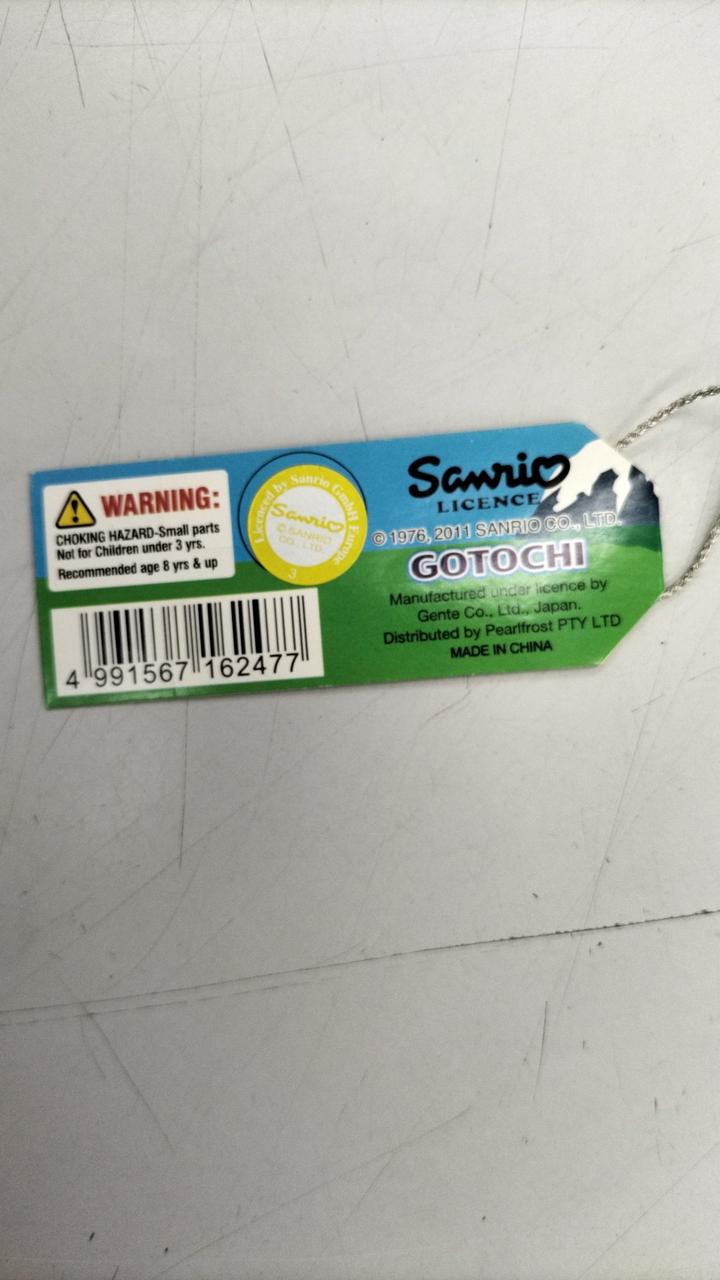 WARNING:
CHOKING HAZARD-Small parts
Not for Children under 3 yrs.
Recommended age 8 yrs & up
Licenced by Sanrio GmbH Europe
Sanrio
© SANRIO
CO., LTD.
3
4 991567 162477
Sanrio
LICENCE
© 1976, 2011 SANRIO CO., LTD.
GOTOCHI
Manufactured under licence by
Gente Co., Ltd., Japan.
Distributed by Pearlfrost PTY LTD
MADE IN CHINA